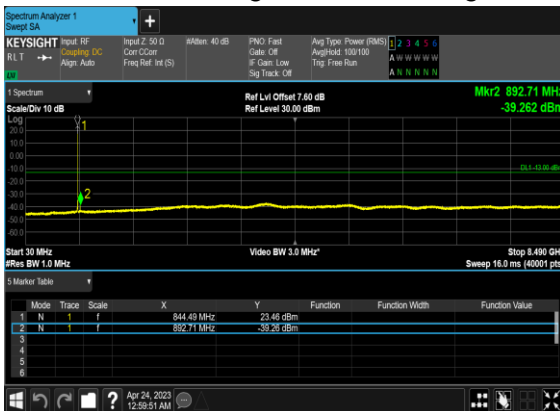 Spectrum Analyzer 1
Swept SA
KEYSIGHT Input: RF Input Z: 50 Ω #Atten: 40 dB PNO: Fast Avg Type: Power (RMS) 1 2 3 4 5 6
RLT Coupling: DC Corr CCorr Gate: Off Avg|Hold: 100/100 A W W W W W
Align: Auto Freq Ref: Int (S) IF Gain: Low Trig: Free Run
Sig Track: Off A N N N N N
1 Spectrum Ref Lvl Offset 7.60 dB Mkr2 892.71 MHz
Scale/Div 10 dB Ref Level 30.00 dBm -39.262 dBm
Log
20.0 1
10.0
0.00
-10.0 DL1 -13.00 dBm
-20.0
-30.0 2
-40.0
-50.0
-60.0
Start 30 MHz Video BW 3.0 MHz* Stop 8.490 GHz
#Res BW 1.0 MHz Sweep 16.0 ms (40001 pts)
5 Marker Table
Mode Trace Scale X Y Function Function Width Function Value
1 N 1 f 844.49 MHz 23.46 dBm
2 N 1 f 892.71 MHz -39.26 dBm
3
4
5
6
? Apr 24, 2023
12:59:51 AM